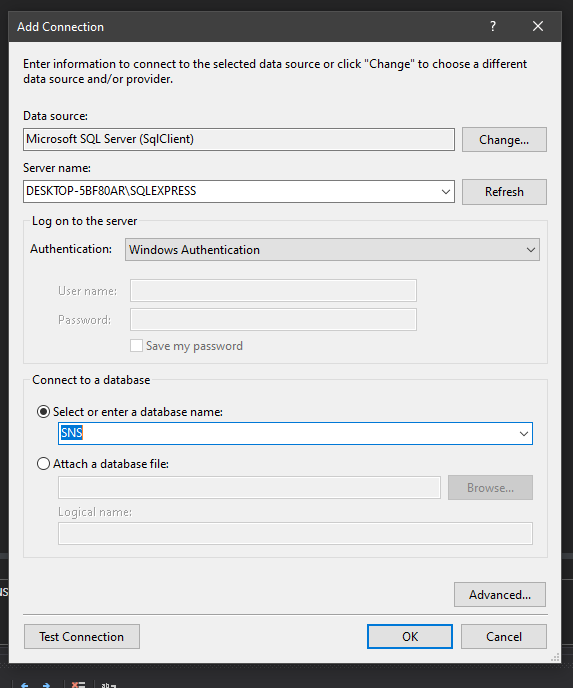 Add Connection
Enter information to connect to the selected data source or click "Change" to choose a different
data source and/or provider.
Data source:
Microsoft SQL Server (SqlClient)
Change...
Server name:
DESKTOP-5BF80AR\SQLEXPRESS
Refresh
Log on to the server
Authentication:
Windows Authentication
User name:
Password:
Save my password
Connect to a database
Select or enter a database name:
SNS
Attach a database file:
Browse...
Logical name:
Advanced...
Test Connection
OK
Cancel